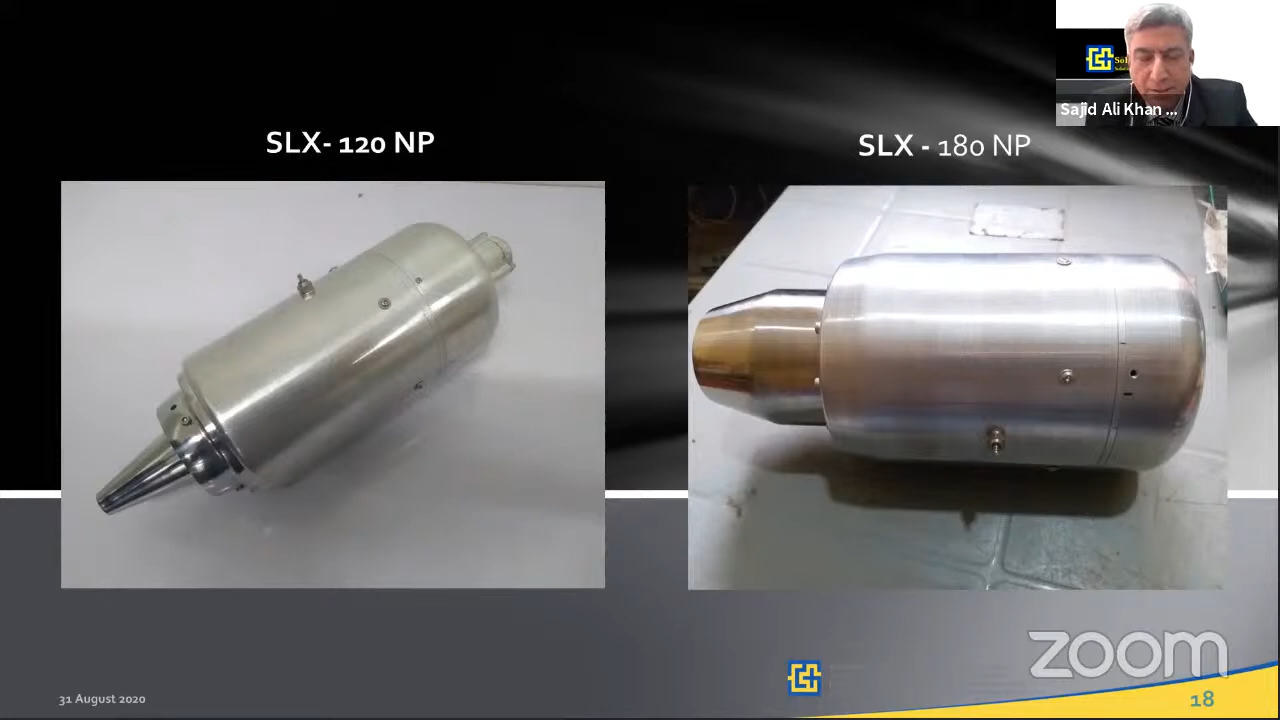 SLX- 120 NP
SLX - 180 NP
Sajid Ali Khan ...
zoom
31 August 2020
18